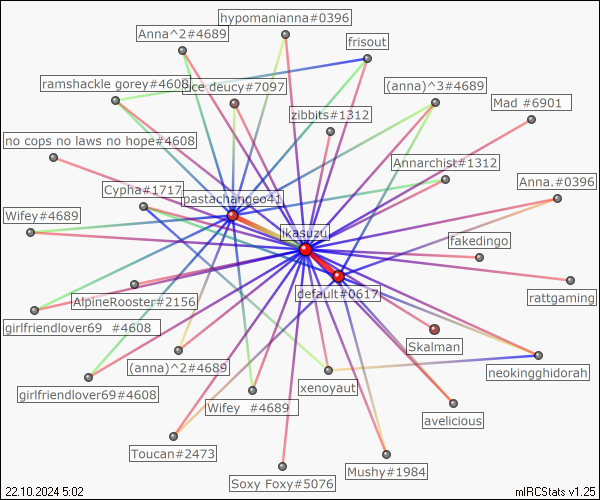 hypomanianna#0396
Anna^2#4689
frisout
ramshackle gorey#4608
ice deucy#7097
(anna)^3#4689
Mad #6901
zibbits#1312
no cops no laws no hope#4608
Annarchist#1312
Cypha#1717
Anna.#0396
pastachangeo41
Wifey#4689
likasuzu
fakedingo
rattgaming
default#0617
AlpineRooster#2156
girlfriendlover69 #4608
Skalman
(anna)^2#4689
neokingghidorah
xenoyaut
girlfriendlover69#4608
Wifey #4689
avelicious
Toucan#2473
Mushy#1984
Soxy Foxy#5076
22.10.2024 5:02
mIRCStats v1.25